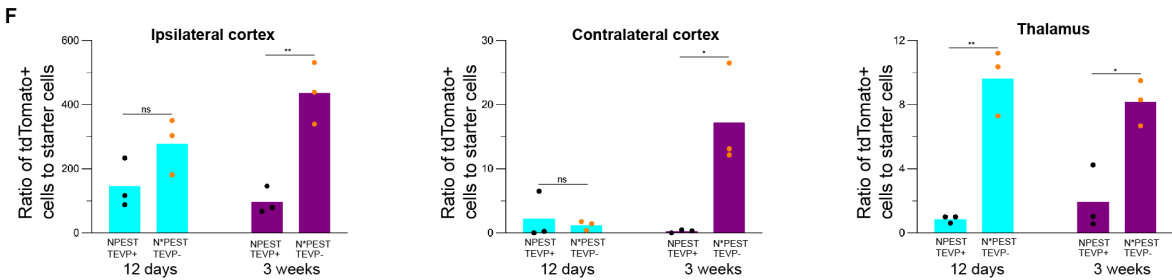 F
Ipsilateral cortex
Ratio of tdTomato+
cells to starter cells
600
400
200
0
ns
**
NPEST
TEVP+
N*PEST
TEVP-
NPEST
TEVP+
N*PEST
TEVP-
12 days
3 weeks
Contralateral cortex
Ratio of tdTomato+
cells to starter cells
30
20
10
0
ns
*
NPEST
TEVP+
N*PEST
TEVP-
NPEST
TEVP+
N*PEST
TEVP-
12 days
3 weeks
Thalamus
Ratio of tdTomato+
cells to starter cells
12
8
4
0
**
*
NPEST
TEVP+
N*PEST
TEVP-
NPEST
TEVP+
N*PEST
TEVP-
12 days
3 weeks